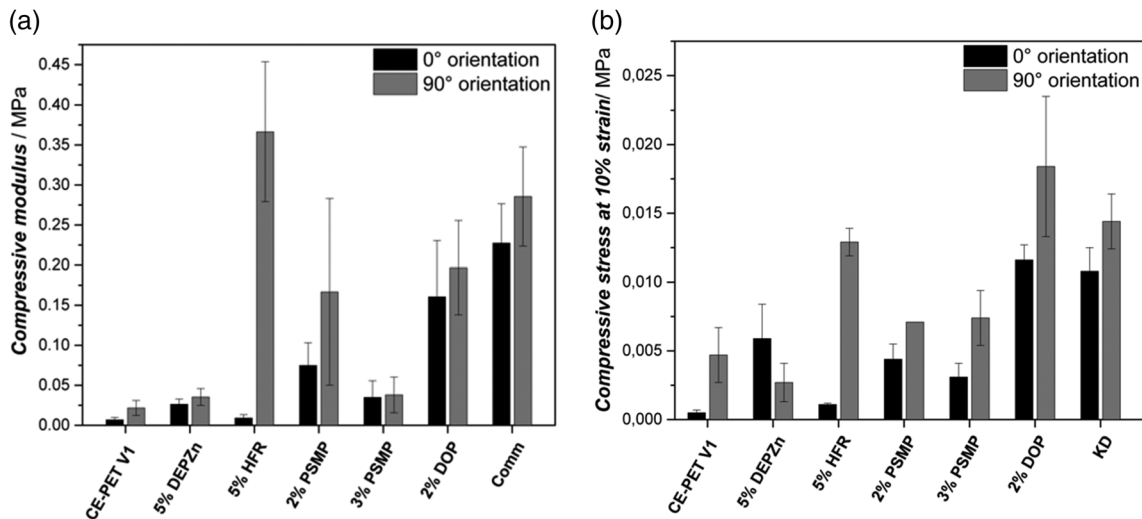 (a)
0° orientation
90° orientation
Compressive modulus / MPa
0.45
0.40
0.35
0.30
0.25
0.20
0.15
0.10
0.05
0.00
CE-PET V1
5% DEPZn
5% HFR
2% PSMP
3% PSMP
2% DOP
Comm
(b)
0° orientation
90° orientation
Compressive stress at 10% strain/ MPa
0,025
0,020
0,015
0,010
0,005
0,000
CE-PET V1
5% DEPZn
5% HFR
2% PSMP
3% PSMP
2% DOP
KD